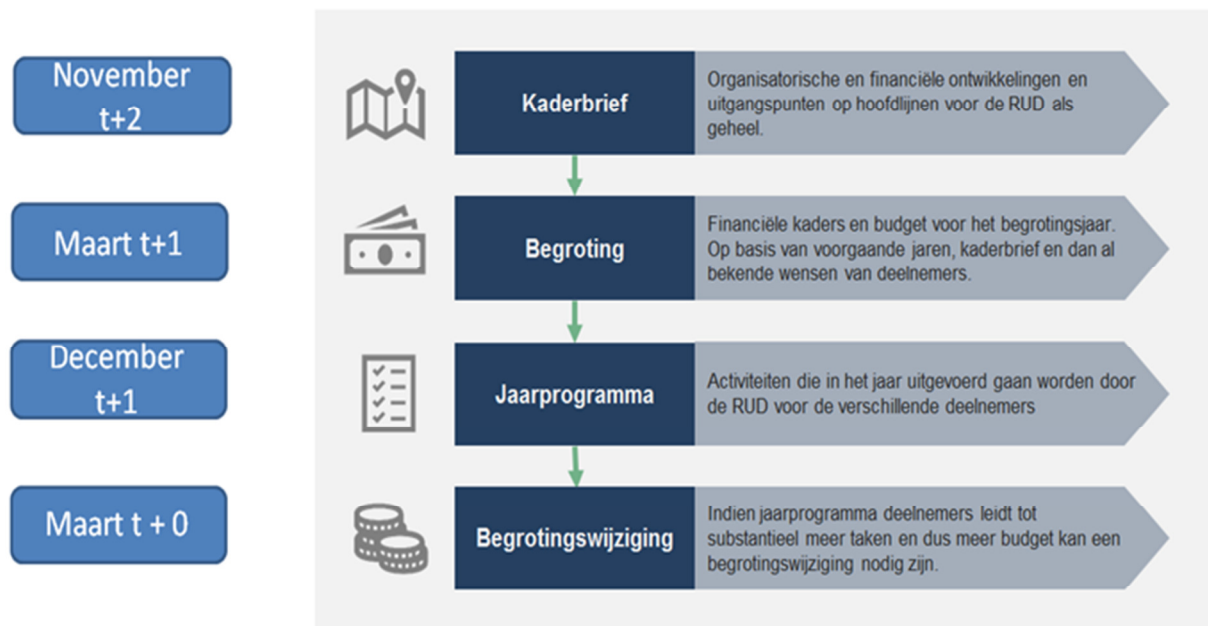 November
t+2
Kaderbrief
Organisatorische en financiële ontwikkelingen en
uitgangspunten op hoofdlijnen voor de RUD als
geheel.
Maart t+1
Begroting
Financiële kaders en budget voor het begrotingsjaar.
Op basis van voorgaande jaren, kaderbrief en dan al
bekende wensen van deelnemers.
December
t+1
Jaarprogramma
Activiteiten die in het jaar uitgevoerd gaan worden door
de RUD voor de verschillende deelnemers
Maart t + 0
Begrotingswijziging
Indien jaarprogramma deelnemers leidt tot
substantieel meer taken en dus meer budget kan een
begrotingswijziging nodig zijn.